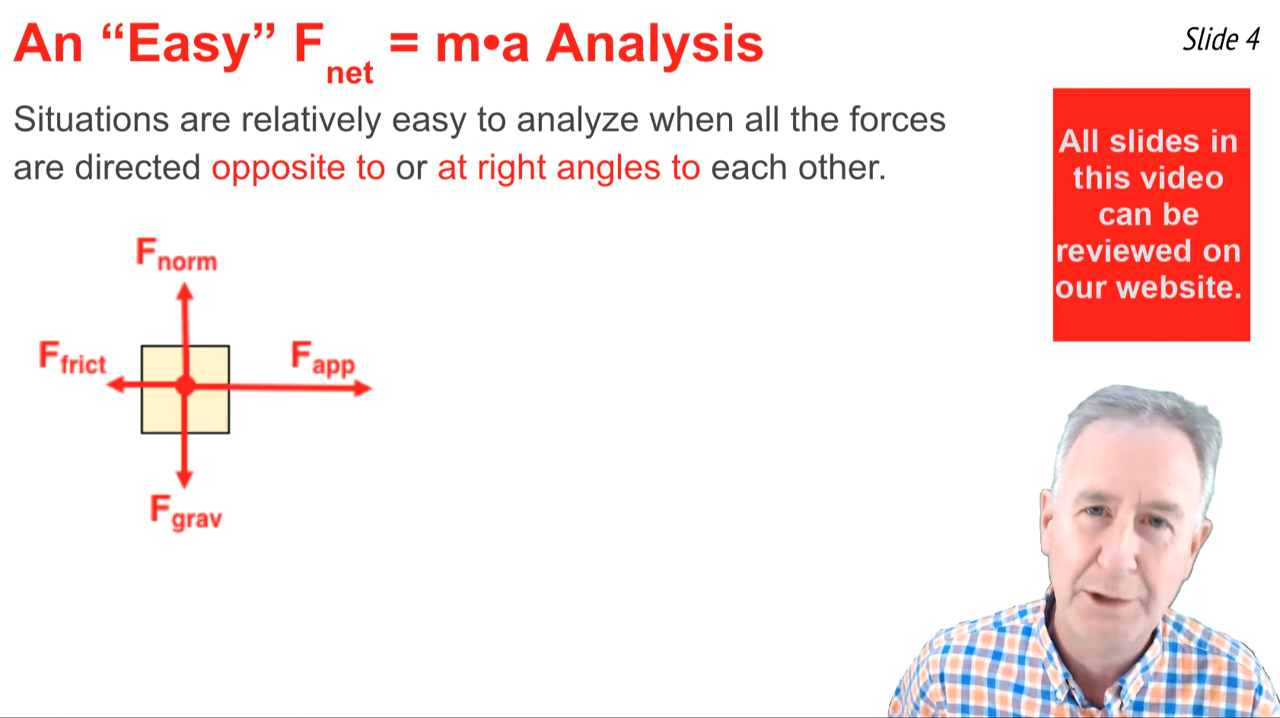 An “Easy” Fnet = m•a Analysis
Slide 4
Situations are relatively easy to analyze when all the forces
are directed opposite to or at right angles to each other.
All slides in
this video
can be
reviewed on
our website.
Fnorm
Ffrict
Fapp
Fgrav